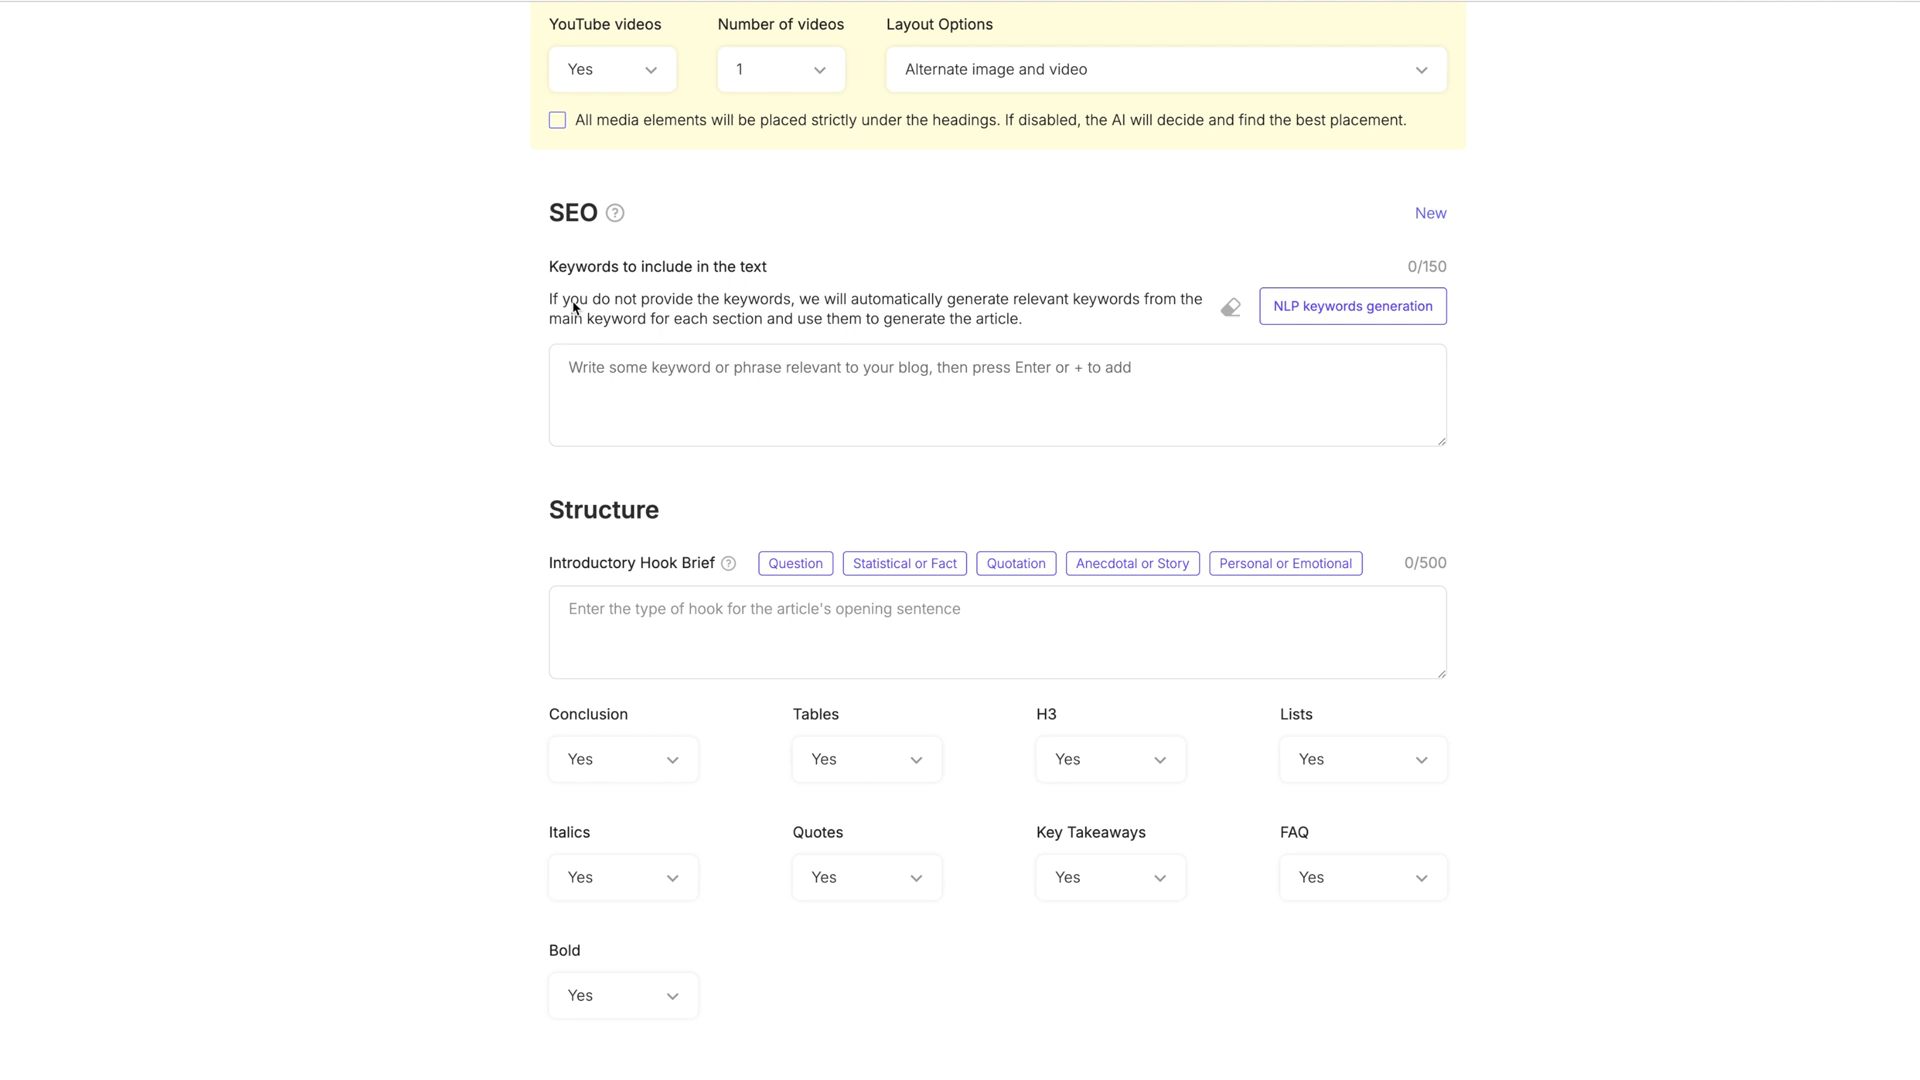 YouTube videos Number of videos Layout Options
Yes 1 Alternate image and video
All media elements will be placed strictly under the headings. If disabled, the AI will decide and find the best placement.
SEO ? New
Keywords to include in the text 0/150
If you do not provide the keywords, we will automatically generate relevant keywords from the
main keyword for each section and use them to generate the article.
NLP keywords generation
Write some keyword or phrase relevant to your blog, then press Enter or + to add
Structure
Introductory Hook Brief ? Question Statistical or Fact Quotation Anecdotal or Story Personal or Emotional 0/500
Enter the type of hook for the article's opening sentence
Conclusion Tables H3 Lists
Yes Yes Yes Yes
Italics Quotes Key Takeaways FAQ
Yes Yes Yes Yes
Bold
Yes